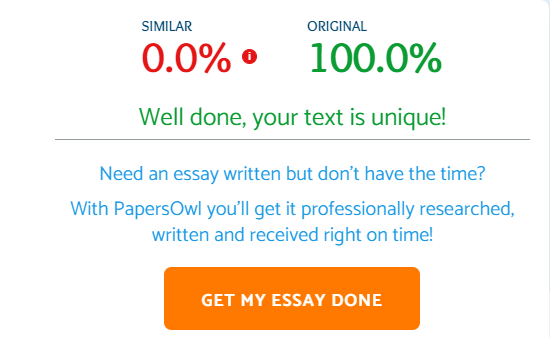 SIMILAR
ORIGINAL
0.0% i
100.0%
Well done, your text is unique!
Need an essay written but don't have the time?
With PapersOwl you'll get it professionally researched,
written and received right on time!
GET MY ESSAY DONE